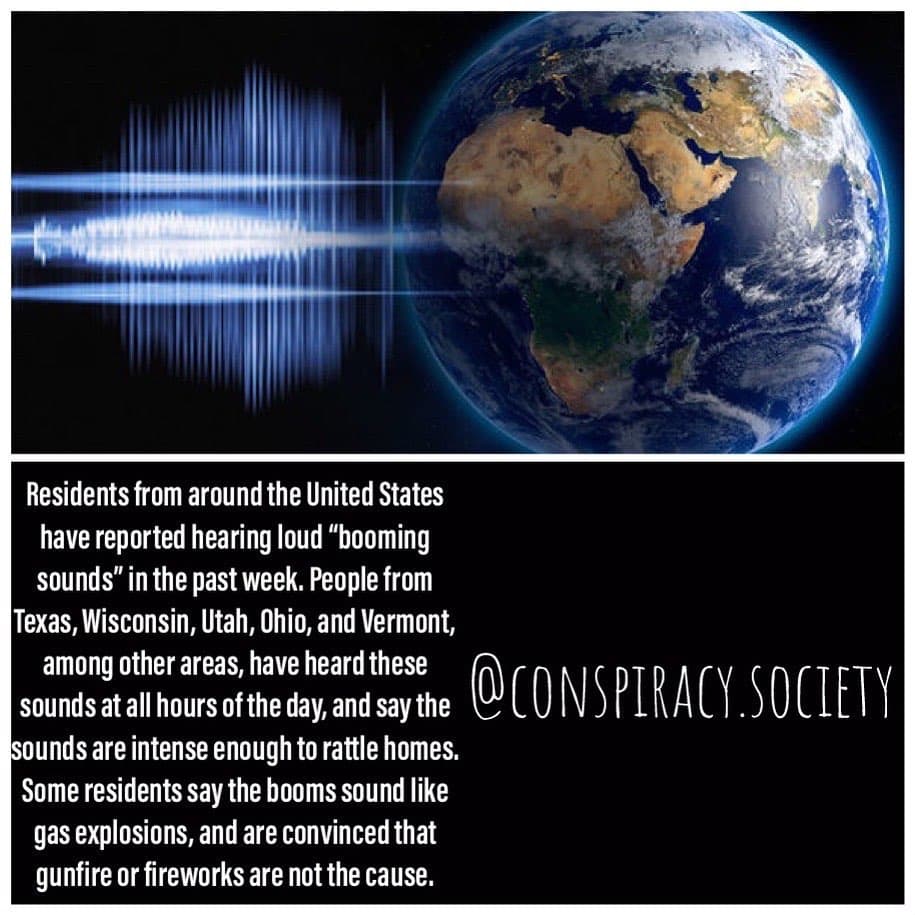 Residents from around the United States
have reported hearing loud “booming
sounds” in the past week. People from
Texas, Wisconsin, Utah, Ohio, and Vermont,
among other areas, have heard these
sounds at all hours of the day, and say the
sounds are intense enough to rattle homes.
Some residents say the booms sound like
gas explosions, and are convinced that
gunfire or fireworks are not the cause.
@CONSPIRACY.SOCIETY